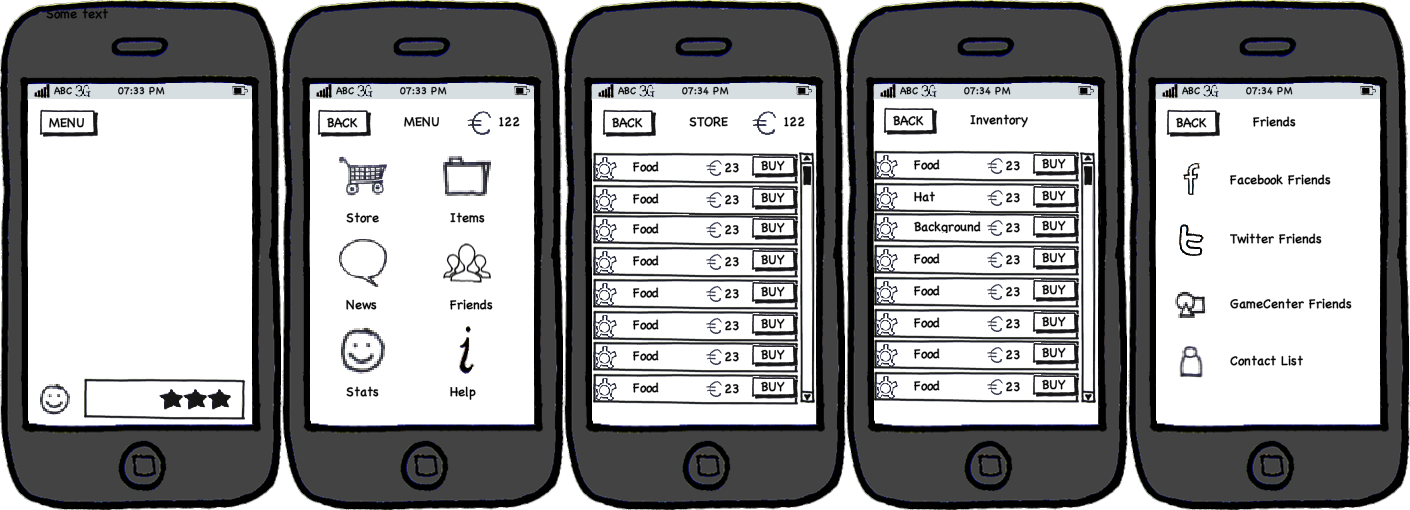 Some text
ABC 3G 07:33 PM
MENU
ABC 3G 07:33 PM
BACK MENU € 122
Store Items
News Friends
Stats Help
ABC 3G 07:34 PM
BACK STORE € 122
Food € 23 BUY
Food € 23 BUY
Food € 23 BUY
Food € 23 BUY
Food € 23 BUY
Food € 23 BUY
Food € 23 BUY
Food € 23 BUY
ABC 3G 07:34 PM
BACK Inventory
Food € 23 BUY
Hat € 23 BUY
Background € 23 BUY
Food € 23 BUY
Food € 23 BUY
Food € 23 BUY
Food € 23 BUY
Food € 23 BUY
ABC 3G 07:34 PM
BACK Friends
Facebook Friends
Twitter Friends
GameCenter Friends
Contact List